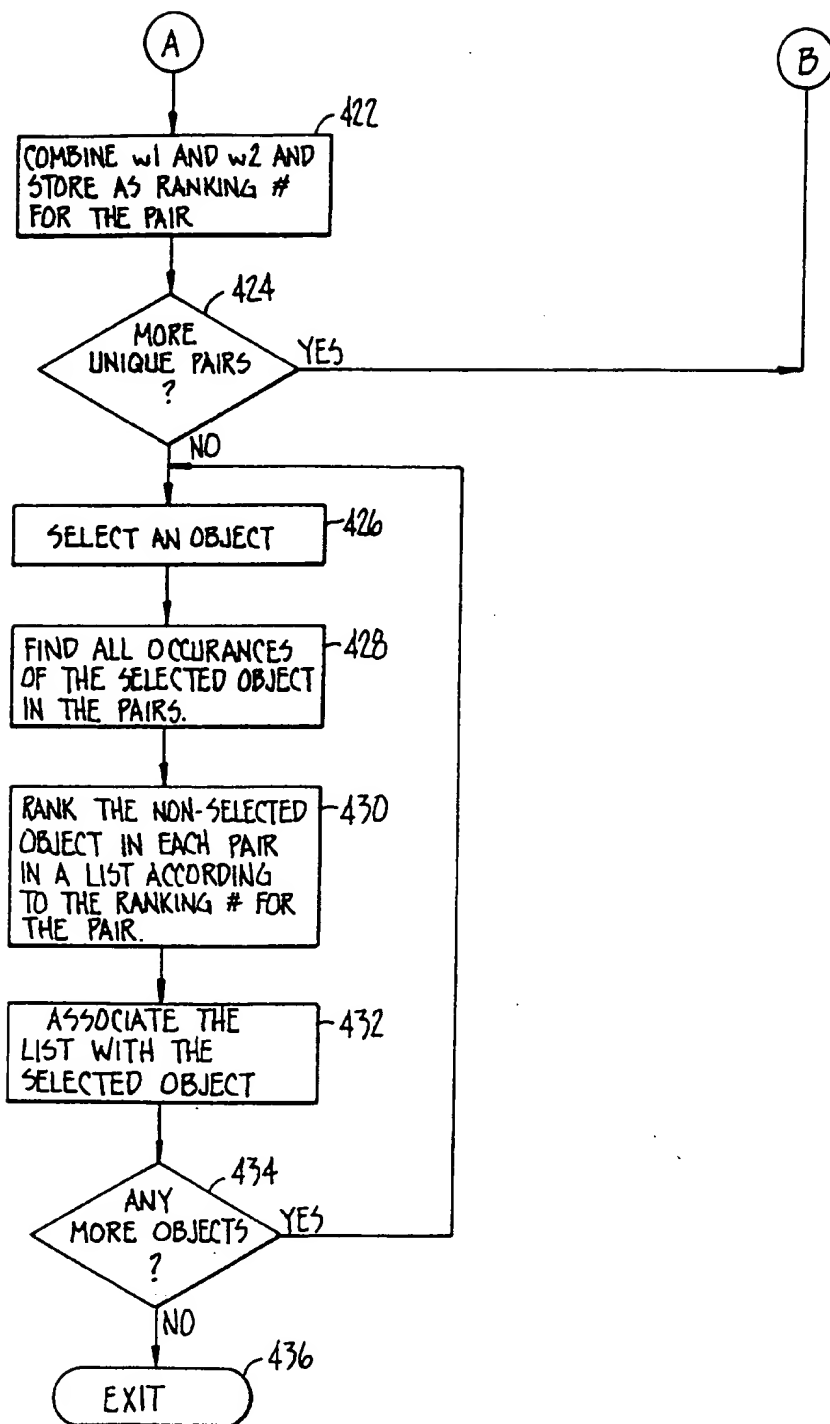 A
B
422
COMBINE w1 AND w2 AND
STORE AS RANKING #
FOR THE PAIR
424
MORE
UNIQUE PAIRS
?
YES
NO
SELECT AN OBJECT
426
FIND ALL OCCURANCES
OF THE SELECTED OBJECT
IN THE PAIRS.
428
RANK THE NON-SELECTED
OBJECT IN EACH PAIR
IN A LIST ACCORDING
TO THE RANKING # FOR
THE PAIR.
430
ASSOCIATE THE
LIST WITH THE
SELECTED OBJECT
432
434
ANY
MORE OBJECTS
?
YES
NO
436
EXIT